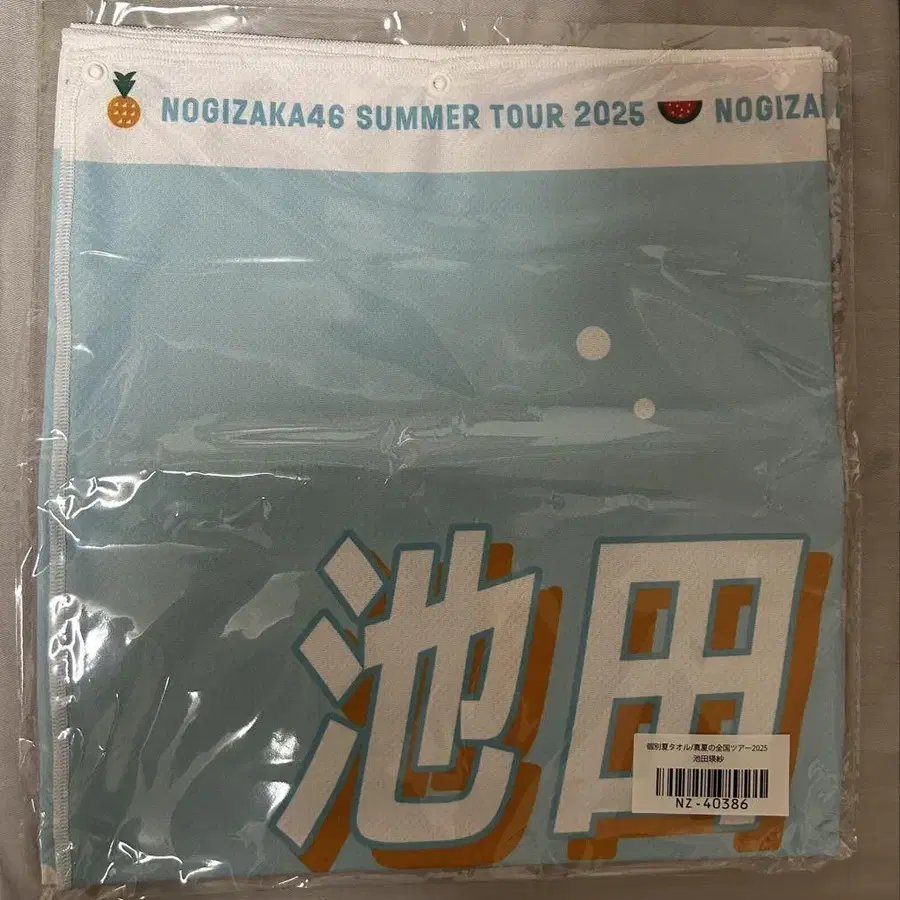 NOGIZAKA46 SUMMER TOUR 2025 NOGIZA
池田
個別夏タオル/真夏の全国ツアー2025
池田瑛紗
NZ-40386